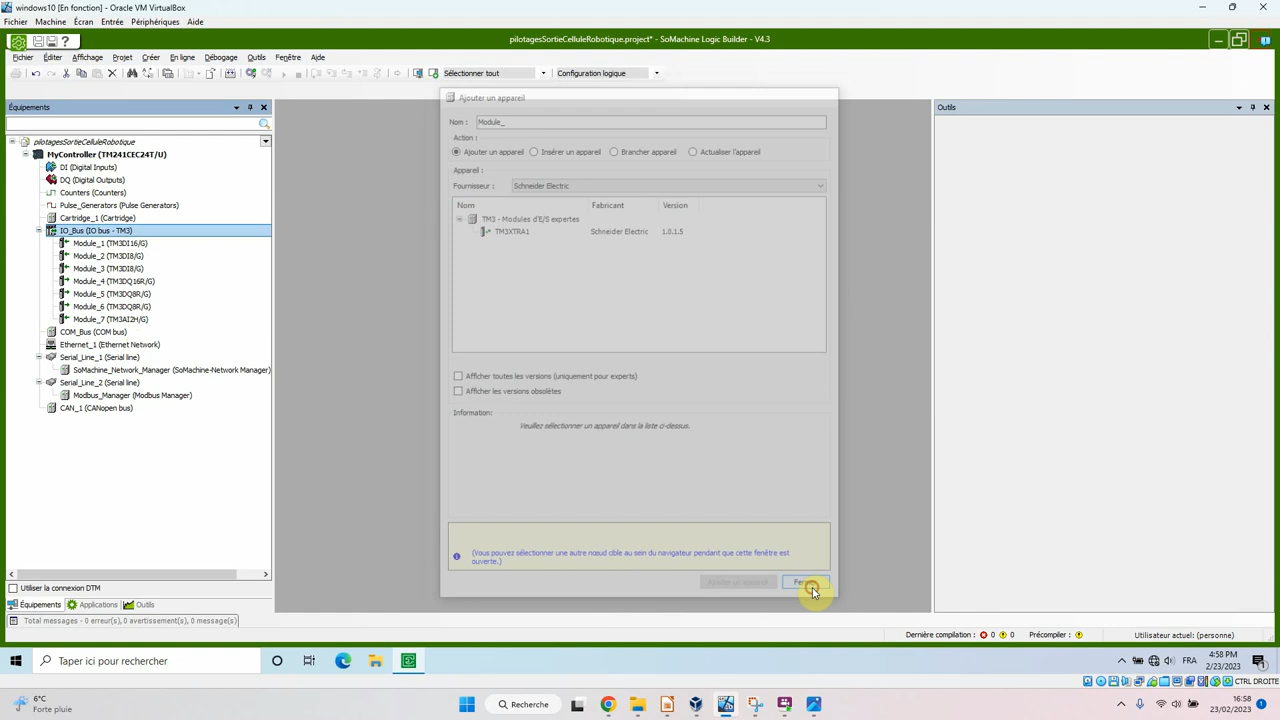 windows10 [En fonction] - Oracle VM VirtualBox
Fichier Machine Écran Entrée Périphériques Aide
pilotagesSortieCelluleRobotique.project* - SoMachine Logic Builder - V4.3
Fichier Éditer Affichage Projet Créer En ligne Débogage Outils Fenêtre Aide
Sélectionner tout Configuration logique
Équipements
Outils
Ajouter un appareil
Nom : Module_
Action :
Ajouter un appareil Insérer un appareil Brancher appareil Actualiser l'appareil
Appareil :
Fournisseur : Schneider Electric
Nom Fabricant Version
TM3 - Modules d'E/S expertes
TM3XTRA1 Schneider Electric 1.0.1.5
Afficher toutes les versions (uniquement pour experts)
Afficher les versions obsolètes
Information:
Veuillez sélectionner un appareil dans la liste ci-dessus.
(Vous pouvez sélectionner une autre nœud cible au sein du navigateur pendant que cette fenêtre est
ouverte.)
Ajouter un appareil
pilotagesSortieCelluleRobotique
MyController (TM241CEC24T/U)
DI (Digital Inputs)
DQ (Digital Outputs)
Counters (Counters)
Pulse_Generators (Pulse Generators)
Cartridge_1 (Cartridge)
IO_Bus (IO bus - TM3)
Module_1 (TM3DI16/G)
Module_2 (TM3DI8/G)
Module_3 (TM3DI8/G)
Module_4 (TM3DQ16R/G)
Module_5 (TM3DQ8R/G)
Module_6 (TM3DQ8R/G)
Module_7 (TM3AI2H/G)
COM_Bus (COM bus)
Ethernet_1 (Ethernet Network)
Serial_Line_1 (Serial line)
SoMachine_Network_Manager (SoMachine-Network Manager)
Serial_Line_2 (Serial line)
Modbus_Manager (Modbus Manager)
CAN_1 (CANopen bus)
Utiliser la connexion DTM
Équipements Applications Outils
Total messages - 0 erreur(s), 0 avertissement(s), 0 message(s)
Dernière compilation : 0 0 Précompiler : Utilisateur actuel: (personne)
Taper ici pour rechercher
FRA
4:58 PM
2/23/2023
CTRL DROITE
6°C
Forte pluie
Recherche
16:58
23/02/2023